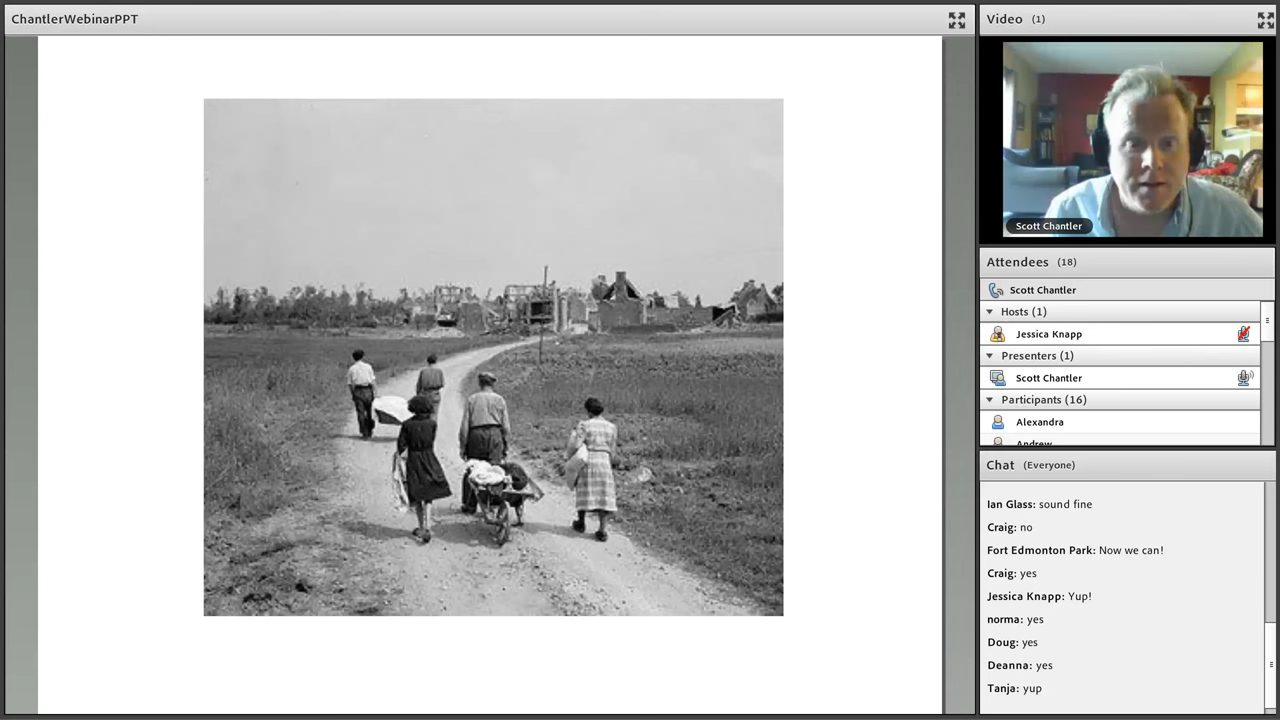 ChantlerWebinarPPT
Video (1)
Scott Chantler
Attendees (18)
Scott Chantler
Hosts (1)
Jessica Knapp
Presenters (1)
Scott Chantler
Participants (16)
Alexandra
Andrew
Chat (Everyone)
Ian Glass: sound fine
Craig: no
Fort Edmonton Park: Now we can!
Craig: yes
Jessica Knapp: Yup!
norma: yes
Doug: yes
Deanna: yes
Tanja: yup